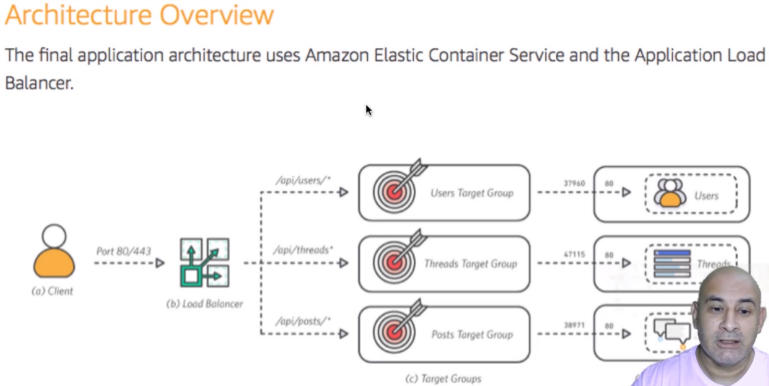 Architecture Overview
The final application architecture uses Amazon Elastic Container Service and the Application Load
Balancer.
/api/users/*
Users Target Group
37960
80
Users
Port 80/443
/api/threads*
Threads Target Group
47115
80
Threads
(a) Client
(b) Load Balancer
/api/posts/*
Posts Target Group
38971
80
(c) Target Groups